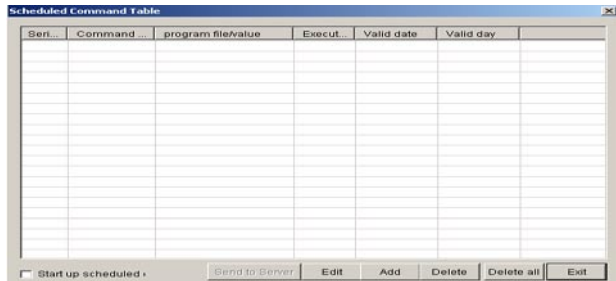 Scheduled Command Table
Seri... Command ... program file/value Execut... Valid date Valid day
Start up scheduled Send to Server Edit Add Delete Delete all Exit